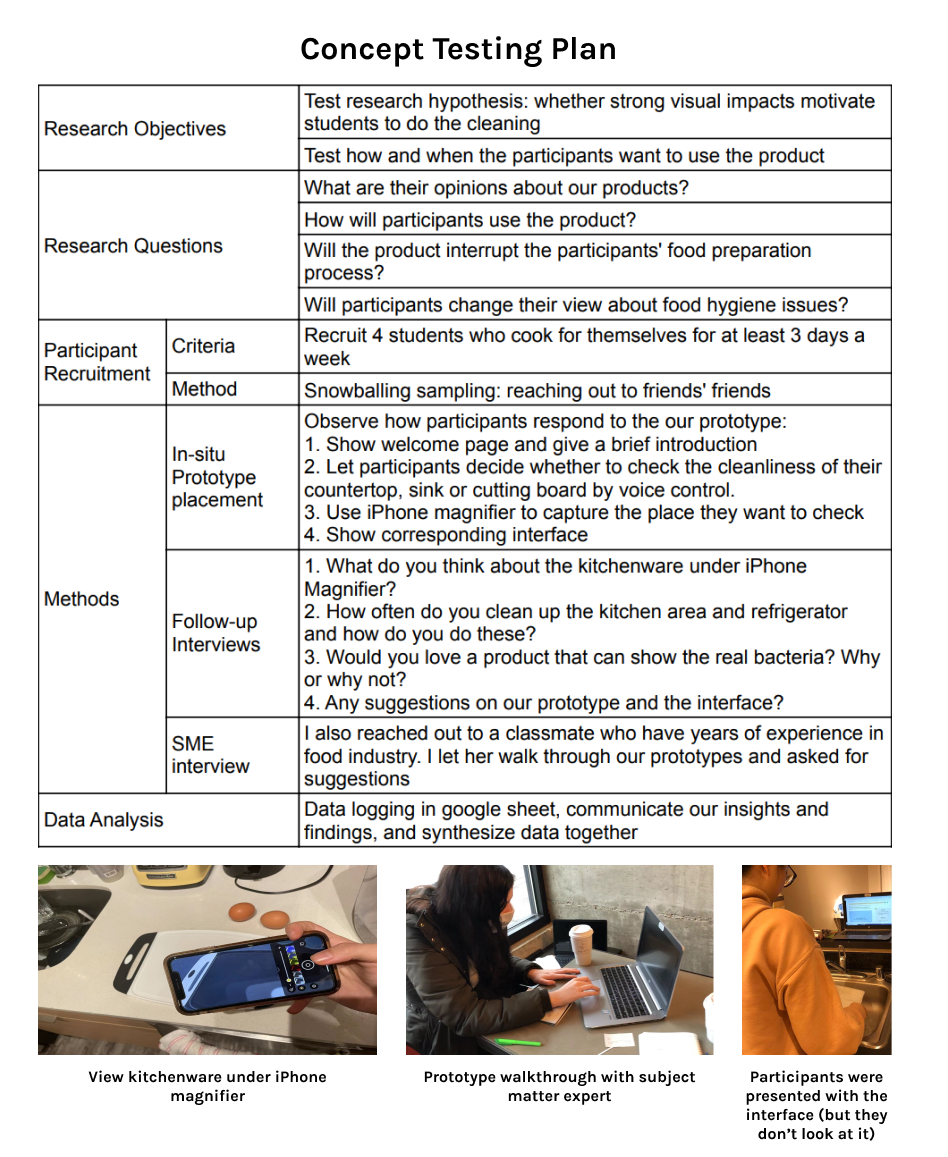 Concept Testing Plan
Research Objectives
Test research hypothesis: whether strong visual impacts motivate
students to do the cleaning
Test how and when the participants want to use the product
Research Questions
What are their opinions about our products?
How will participants use the product?
Will the product interrupt the participants' food preparation
process?
Will participants change their view about food hygiene issues?
Participant
Recruitment
Criteria
Recruit 4 students who cook for themselves for at least 3 days a
week
Method
Snowballing sampling: reaching out to friends' friends
Methods
In-situ
Prototype
placement
Observe how participants respond to the our prototype:
1. Show welcome page and give a brief introduction
2. Let participants decide whether to check the cleanliness of their
countertop, sink or cutting board by voice control.
3. Use iPhone magnifier to capture the place they want to check
4. Show corresponding interface
Follow-up
Interviews
1. What do you think about the kitchenware under iPhone
Magnifier?
2. How often do you clean up the kitchen area and refrigerator
and how do you do these?
3. Would you love a product that can show the real bacteria? Why
or why not?
4. Any suggestions on our prototype and the interface?
SME
interview
I also reached out to a classmate who have years of experience in
food industry. I let her walk through our prototypes and asked for
suggestions
Data Analysis
Data logging in google sheet, communicate our insights and
findings, and synthesize data together
View kitchenware under iPhone
magnifier
Prototype walkthrough with subject
matter expert
Participants were
presented with the
interface (but they
don't look at it)